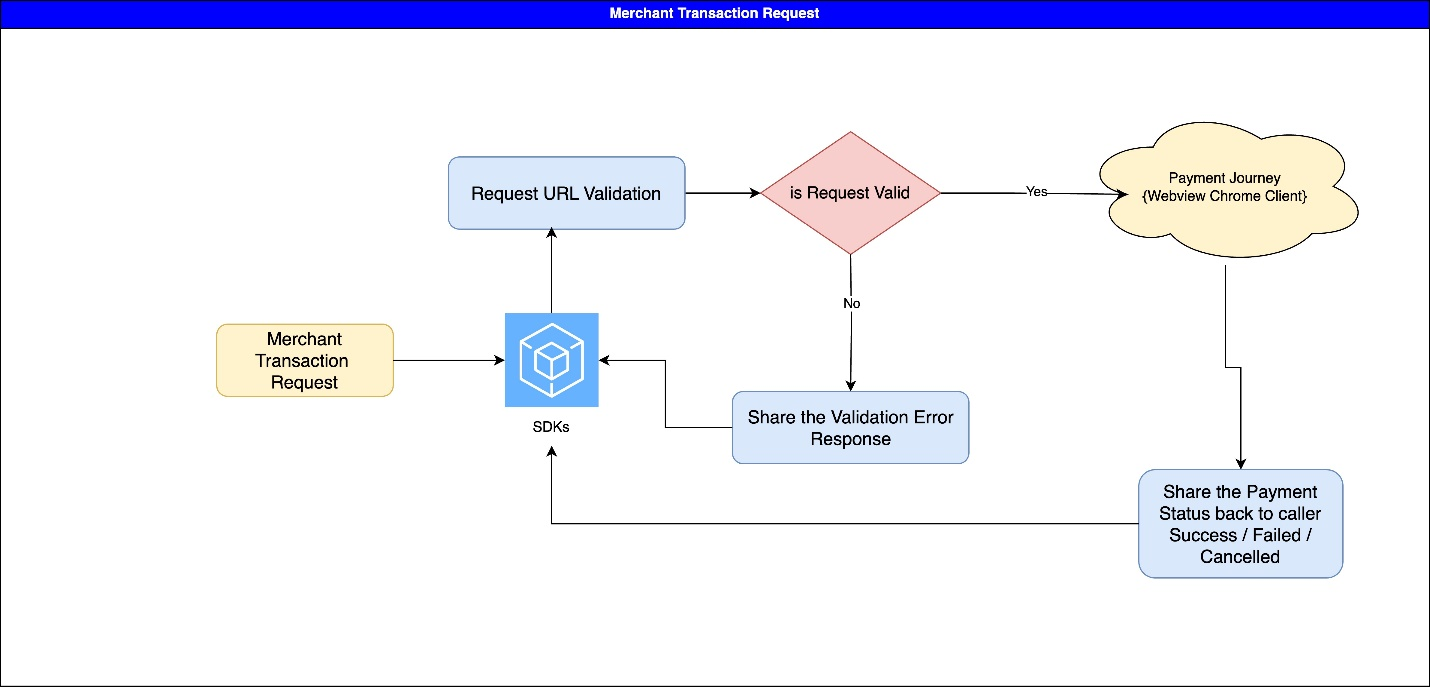 Merchant Transaction Request
Request URL Validation
is Request Valid
Yes
Payment Journey
{Webview Chrome Client}
No
Merchant
Transaction
Request
SDKs
Share the Validation Error
Response
Share the Payment
Status back to caller
Success / Failed /
Cancelled